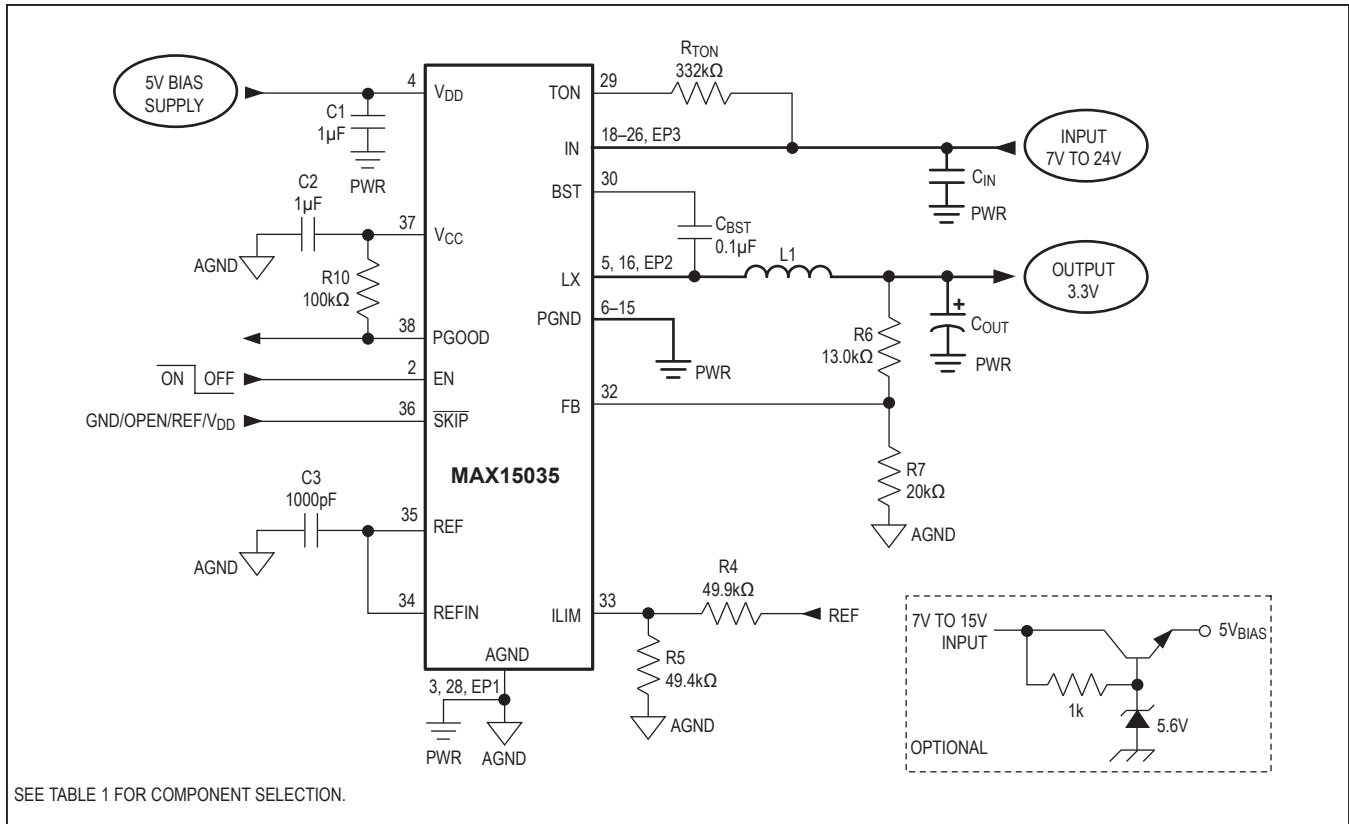 5V BIAS
SUPPLY
4
VDD
C1
1µF
PWR
C2
1µF
37
VCC
AGND
R10
100kΩ
38
PGOOD
ON OFF
2
EN
GND/OPEN/REF/VDD
36
SKIP
MAX15035
C3
1000pF
35
REF
AGND
34
REFIN
AGND
3, 28, EP1
PWR
AGND
RTON
332kΩ
29
TON
18–26, EP3
IN
INPUT
7V TO 24V
CIN
PWR
30
BST
CBST
0.1µF
L1
5, 16, EP2
LX
OUTPUT
3.3V
+
COUT
PWR
6–15
PGND
PWR
R6
13.0kΩ
32
FB
R7
20kΩ
AGND
R4
49.9kΩ
33
ILIM
REF
R5
49.4kΩ
AGND
7V TO 15V
INPUT
5VBIAS
1k
5.6V
OPTIONAL
SEE TABLE 1 FOR COMPONENT SELECTION.